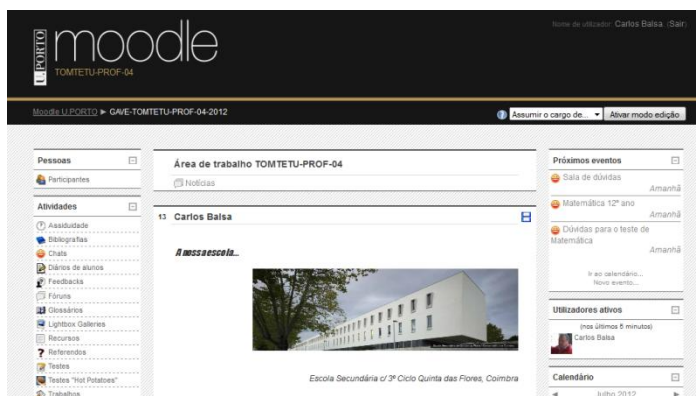 Nome de utilizador: Carlos Balsa. (Sair)
U.PORTO
moodle
TOMTETU-PROF-04
Moodle U.PORTO ► GAVE-TOMTETU-PROF-04-2012
Assumir o cargo de...
Ativar modo edição
Pessoas
Participantes
Atividades
Assiduidade
Bibliografias
Chats
Diários de alunos
Feedbacks
Fóruns
Glossários
Lightbox Galleries
Recursos
Referendos
Testes
Testes "Hot Potatoes"
Trabalhos
Área de trabalho TOMTETU-PROF-04
Notícias
13 Carlos Balsa
A nossa escola...
Escola Secundária c/ 3º Ciclo Quinta das Flores, Coimbra
Próximos eventos
Sala de dúvidas
Amanhã
Matemática 12º ano
Amanhã
Dúvidas para o teste de
Matemática
Amanhã
Ir ao calendário...
Novo evento...
Utilizadores ativos
(nos últimos 5 minutos)
Carlos Balsa
Calendário
◄ Julho 2012 ►